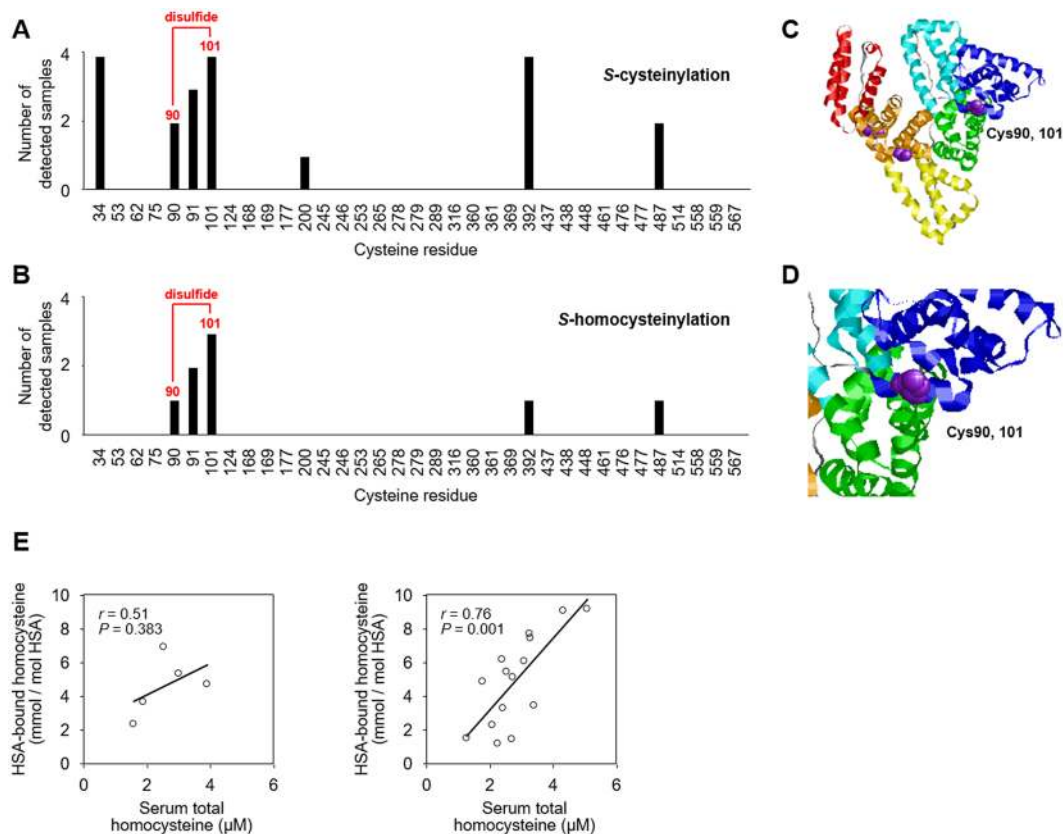 A
disulfide
101
90
S-cysteinylation
Number of
detected samples
4
2
0
34 53 62 75 90 91 101 124 168 169 177 200 245 246 253 265 278 279 289 316 360 361 369 392 437 438 448 461 476 477 487 514 558 559 567
Cysteine residue
B
disulfide
101
90
S-homocysteinylation
Number of
detected samples
4
2
0
34 53 62 75 90 91 101 124 168 169 177 200 245 246 253 265 278 279 289 316 360 361 369 392 437 438 448 461 476 477 487 514 558 559 567
Cysteine residue
C
Cys90, 101
D
Cys90, 101
E
HSA-bound homocysteine
(mmol / mol HSA)
10
8
6
4
2
0
r = 0.51
P = 0.383
0 2 4 6
Serum total
homocysteine (μM)
HSA-bound homocysteine
(mmol / mol HSA)
10
8
6
4
2
0
r = 0.76
P = 0.001
0 2 4 6
Serum total
homocysteine (μM)